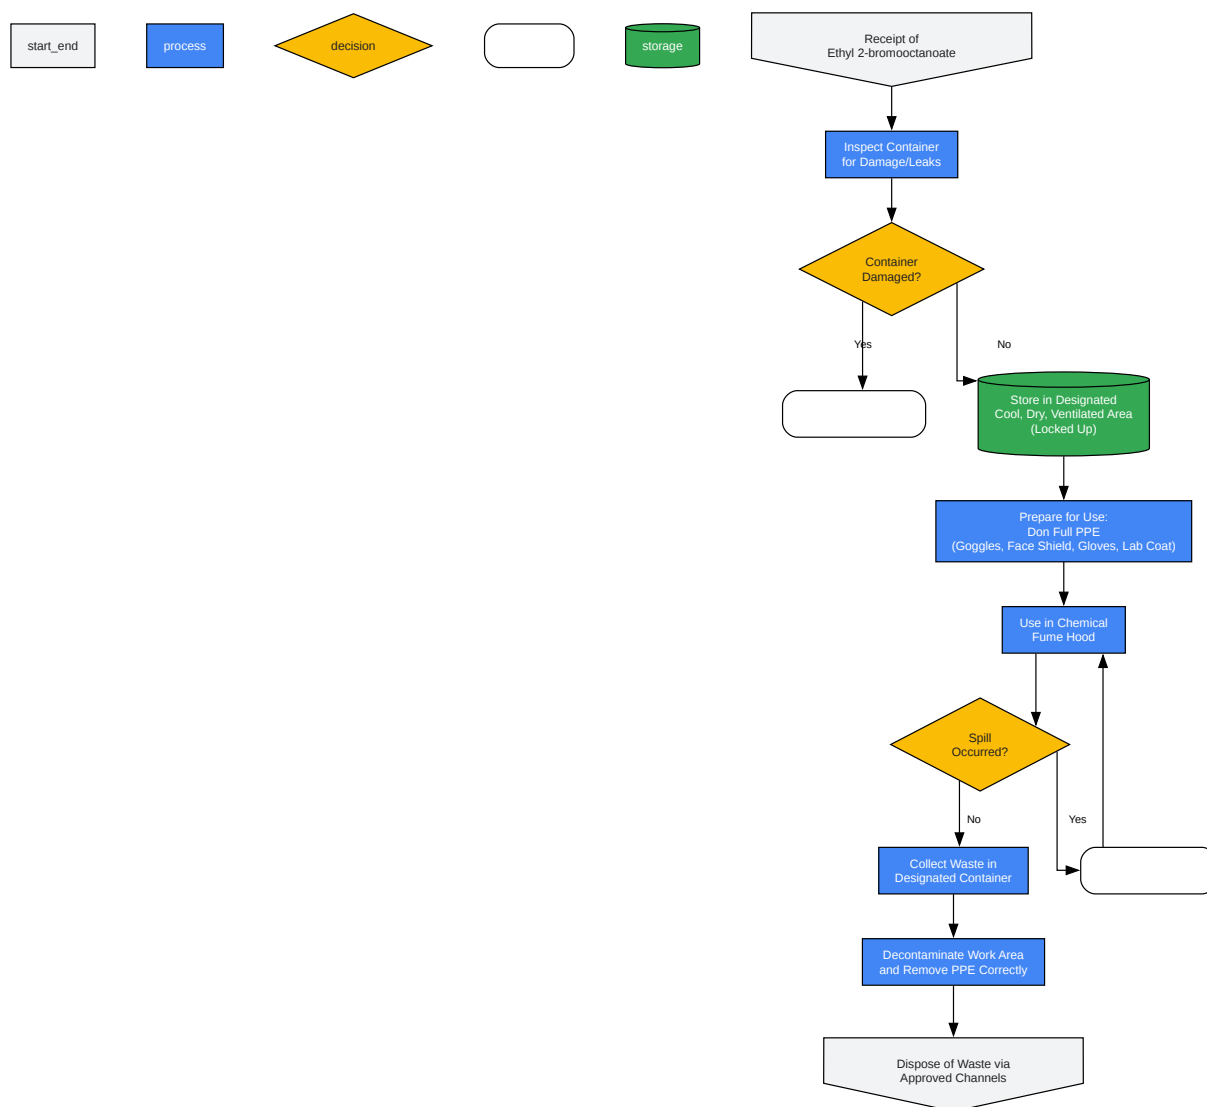 start_end
process
decision
storage
Receipt of
Ethyl 2-bromooctanoate
Inspect Container
for Damage/Leaks
Container
Damaged?
Yes
No
Store in Designated
Cool, Dry, Ventilated Area
(Locked Up)
Prepare for Use:
Don Full PPE
(Goggles, Face Shield, Gloves, Lab Coat)
Use in Chemical
Fume Hood
Spill
Occurred?
No
Yes
Collect Waste in
Designated Container
Decontaminate Work Area
and Remove PPE Correctly
Dispose of Waste via
Approved Channels